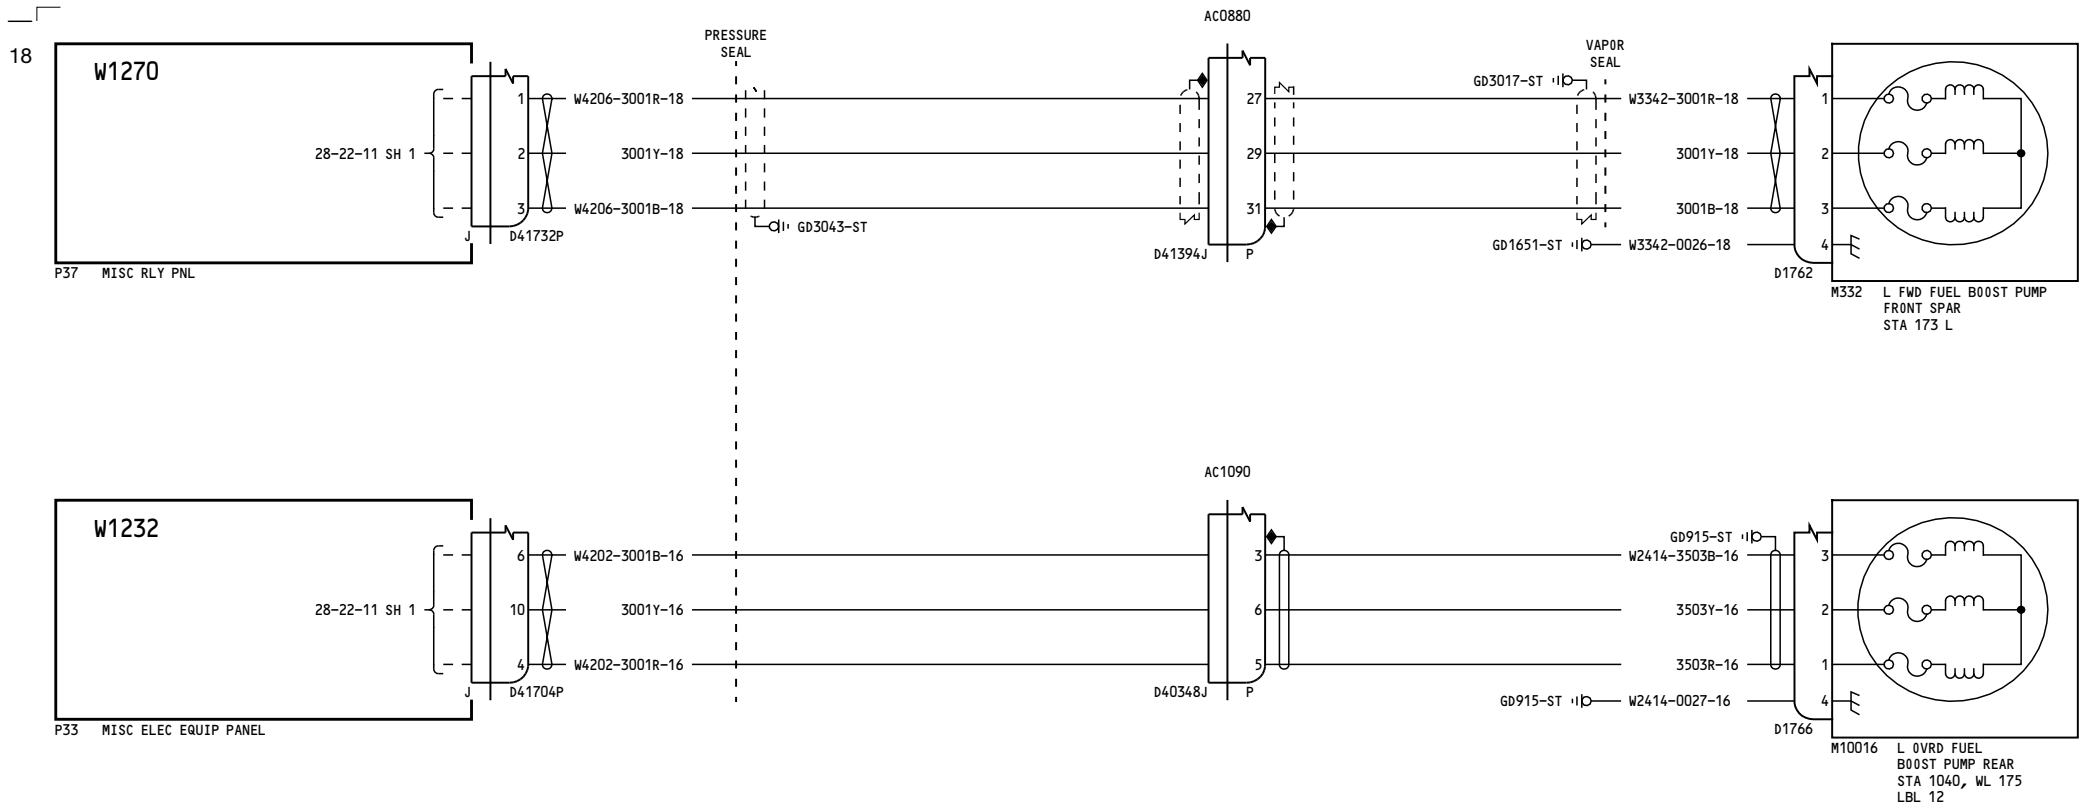 18
AC0880
PRESSURE
SEAL
VAPOR
SEAL
W1270
GD3017-ST
1 W4206-3001R-18 27 W3342-3001R-18 1
28-22-11 SH 1 2 3001Y-18 29 3001Y-18 2
3 W4206-3001B-18 31 3001B-18 3
GD3043-ST
J D41732P D41394J P GD1651-ST W3342-0026-18 4
P37 MISC RLY PNL
D1762
M332 L FWD FUEL BOOST PUMP
FRONT SPAR
STA 173 L
AC1090
W1232
GD915-ST
6 W4202-3001B-16 3 W2414-3503B-16 3
28-22-11 SH 1 10 3001Y-16 6 3503Y-16 2
4 W4202-3001R-16 5 3503R-16 1
J D41704P D40348J P GD915-ST W2414-0027-16 4
P33 MISC ELEC EQUIP PANEL
D1766
M10016 L OVRD FUEL
BOOST PUMP REAR
STA 1040, WL 175
LBL 12